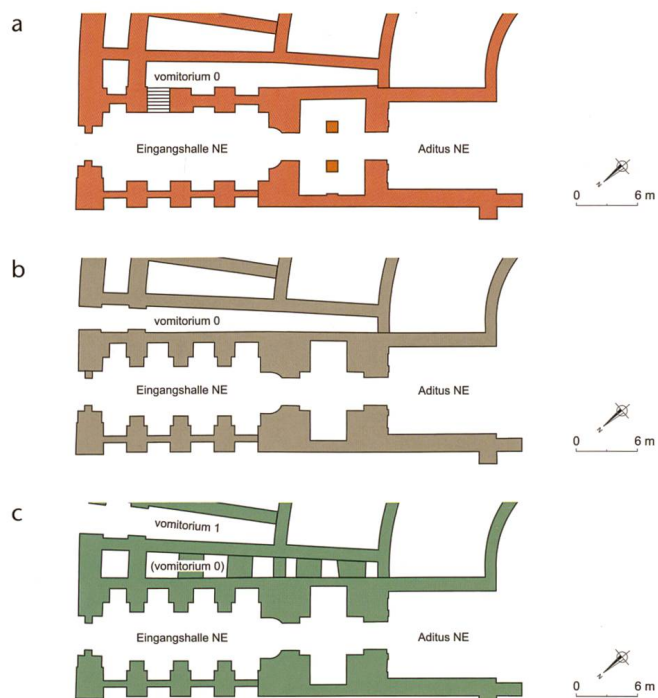 a
vomitorium 0
Eingangshalle NE
Aditus NE
N
0 6 m
b
vomitorium 0
Eingangshalle NE
Aditus NE
N
0 6 m
c
vomitorium 1
(vomitorium 0)
Eingangshalle NE
Aditus NE
N
0 6 m